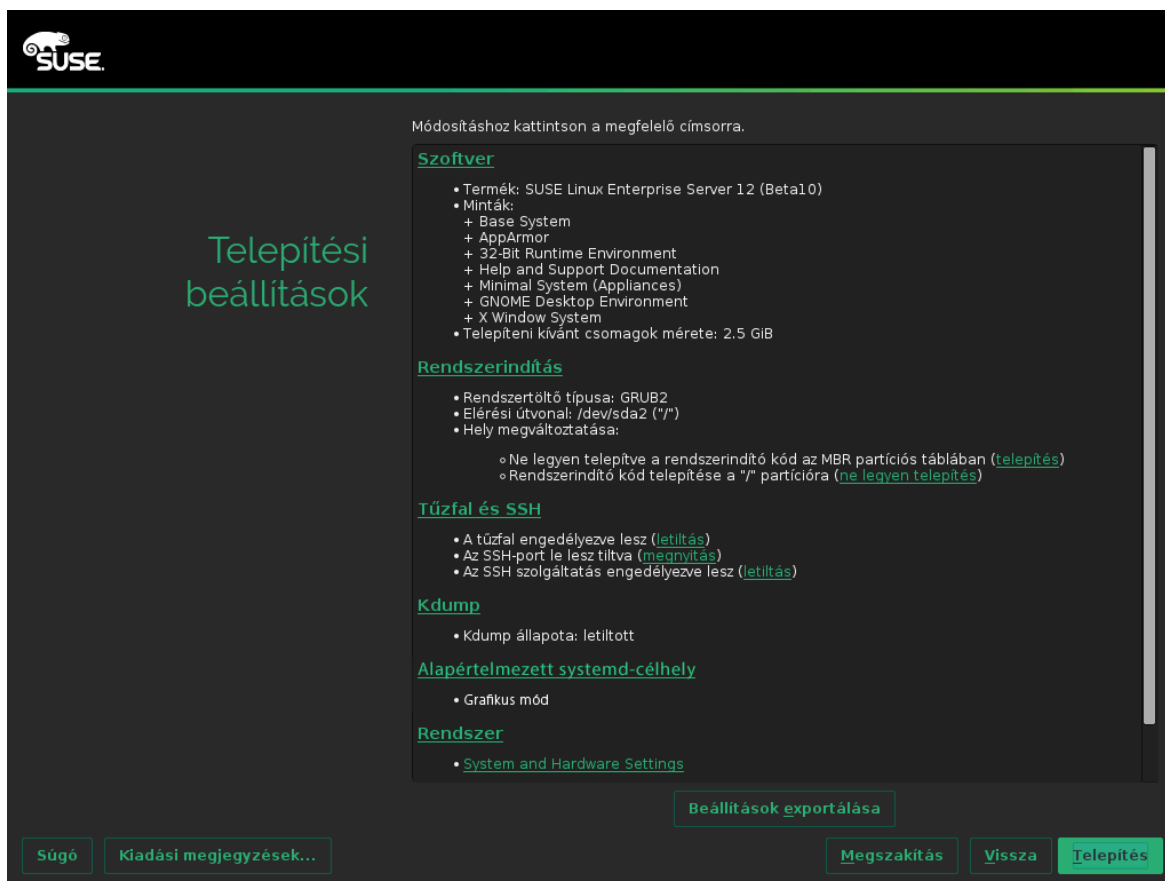 SUSE.
Módosításhoz kattintson a megfelelő címsorra.
Telepítési
beállítások
Szoftver
• Termék: SUSE Linux Enterprise Server 12 (Beta10)
• Minták:
+ Base System
+ AppArmor
+ 32-Bit Runtime Environment
+ Help and Support Documentation
+ Minimal System (Appliances)
+ GNOME Desktop Environment
+ X Window System
• Telepíteni kívánt csomagok mérete: 2.5 GiB
Rendszerindítás
• Rendszertöltő típusa: GRUB2
• Elérési útvonal: /dev/sda2 ("/")
• Hely megváltoztatása:
◦ Ne legyen telepítve a rendszerindító kód az MBR partíciós táblában (telepítés)
◦ Rendszerindító kód telepítése a "/" partícióra (ne legyen telepítés)
Tűzfal és SSH
• A tűzfal engedélyezve lesz (letiltás)
• Az SSH-port le lesz tiltva (megnyitás)
• Az SSH szolgáltatás engedélyezve lesz (letiltás)
Kdump
• Kdump állapota: letiltott
Alapértelmezett systemd-célhely
• Grafikus mód
Rendszer
• System and Hardware Settings
Beállítások exportálása
Súgó
Kiadási megjegyzések...
Megszakítás
Vissza
Telepítés